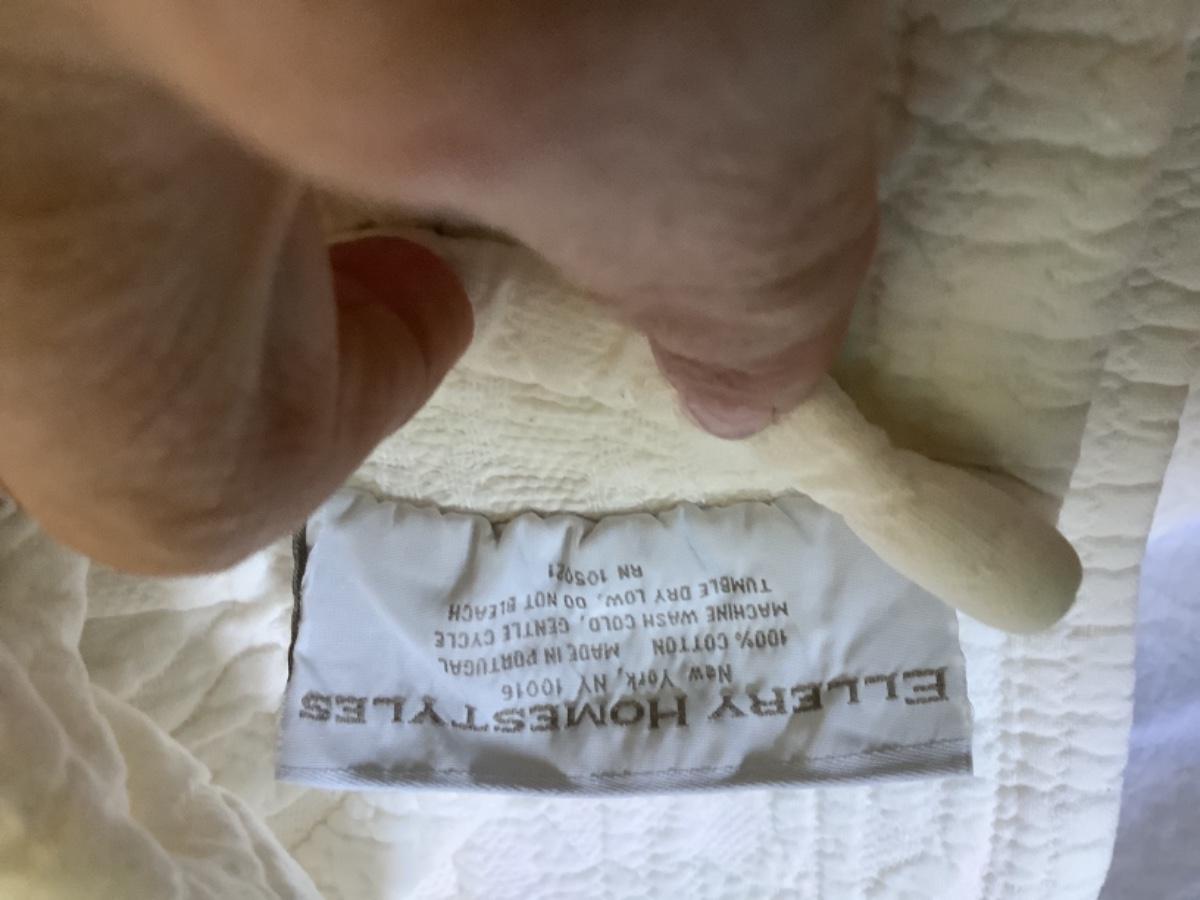 ELLERY HOMESTYLES
New York, NY 10016
100% COTTON MADE IN PORTUGAL
MACHINE WASH COLD, GENTLE CYCLE
TUMBLE DRY LOW, DO NOT BLEACH
RN 105021